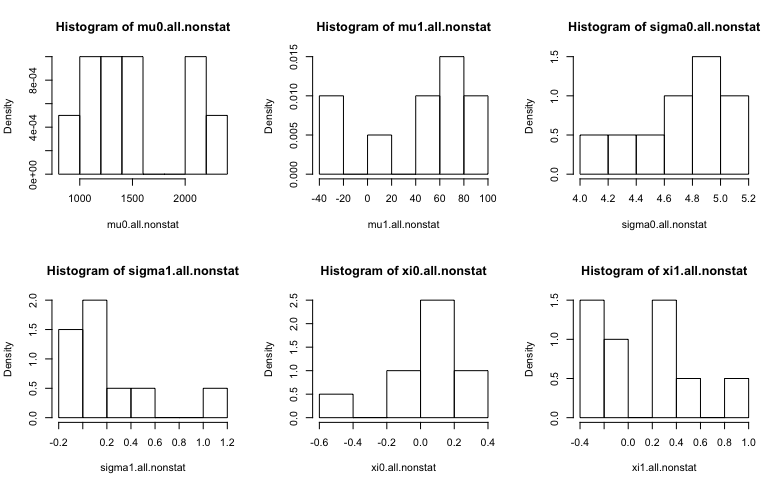 Histogram of mu0.all.nonstat
Density
0e+00 4e-04 8e-04
1000 1500 2000
mu0.all.nonstat
Histogram of mu1.all.nonstat
Density
0.000 0.005 0.010 0.015
-40 -20 0 20 40 60 80 100
mu1.all.nonstat
Histogram of sigma0.all.nonstat
Density
0.0 0.5 1.0 1.5
4.0 4.2 4.4 4.6 4.8 5.0 5.2
sigma0.all.nonstat
Histogram of sigma1.all.nonstat
Density
0.0 0.5 1.0 1.5 2.0
-0.2 0.2 0.4 0.6 0.8 1.0 1.2
sigma1.all.nonstat
Histogram of xi0.all.nonstat
Density
0.0 0.5 1.0 1.5 2.0 2.5
-0.6 -0.4 -0.2 0.0 0.2 0.4
xi0.all.nonstat
Histogram of xi1.all.nonstat
Density
0.0 0.5 1.0 1.5
-0.4 0.0 0.2 0.4 0.6 0.8 1.0
xi1.all.nonstat